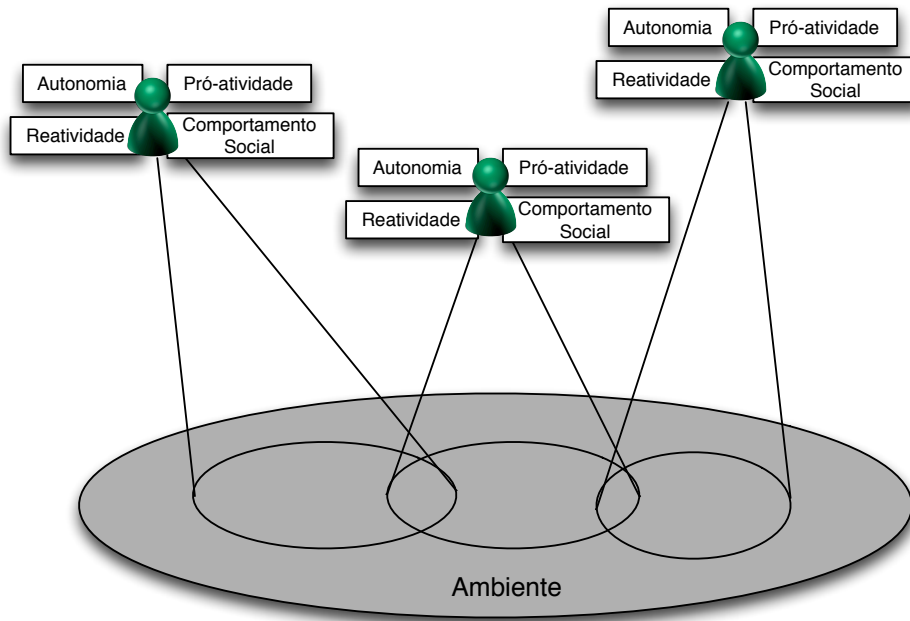 Autonomia
Pró-atividade
Reatividade
Comportamento
Social
Autonomia
Pró-atividade
Reatividade
Comportamento
Social
Autonomia
Pró-atividade
Reatividade
Comportamento
Social
Ambiente